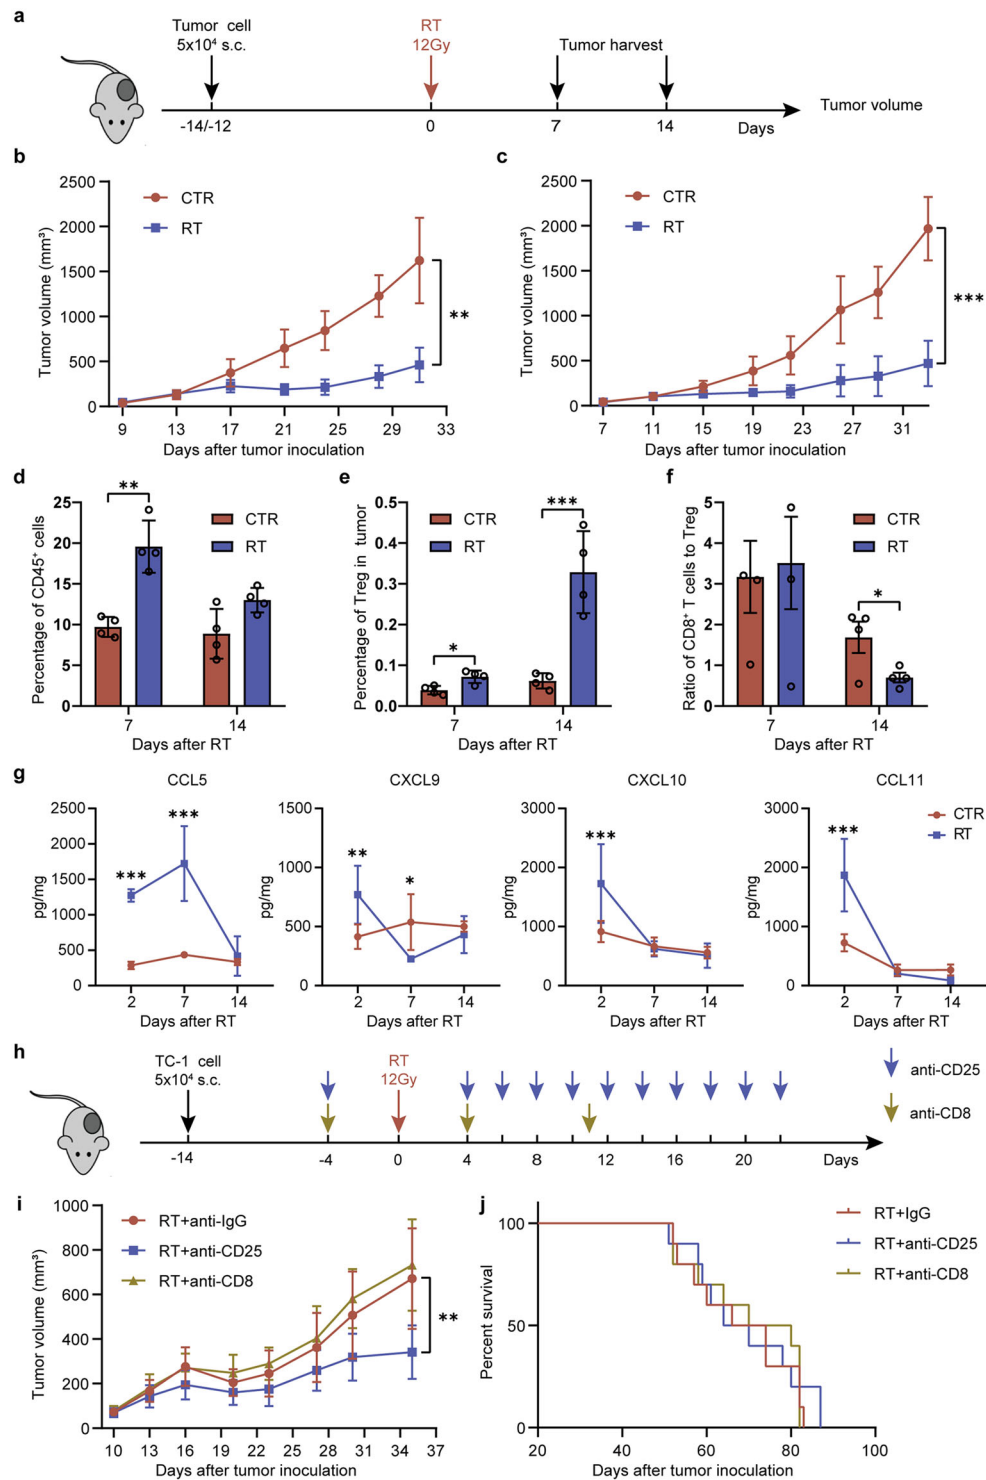 a
Tumor cell
5x10⁴ s.c.
RT
12Gy
Tumor harvest
-14/-12
0
7
14
Days
Tumor volume
b
Tumor volume (mm³)
2500
2000
1500
1000
500
0
CTR
RT
**
9 13 17 21 25 29 33
Days after tumor inoculation
c
Tumor volume (mm³)
2500
2000
1500
1000
500
0
CTR
RT
***
7 11 15 19 23 27 31
Days after tumor inoculation
d
Percentage of CD45⁺ cells
25
20
15
10
5
0
**
CTR
RT
7 14
Days after RT
e
Percentage of Treg in tumor
0.5
0.4
0.3
0.2
0.1
0.0
CTR
RT
*
***
7 14
Days after RT
f
Ratio of CD8⁺ T cells to Treg
5
4
3
2
1
0
CTR
RT
*
7 14
Days after RT
g
CCL5
pg/mg
2500
2000
1500
1000
500
0
***
***
2 7 14
Days after RT
CXCL9
pg/mg
1500
1000
500
0
**
*
2 7 14
Days after RT
CXCL10
pg/mg
3000
2000
1000
0
***
2 7 14
Days after RT
CCL11
pg/mg
3000
2000
1000
0
***
CTR
RT
2 7 14
Days after RT
h
TC-1 cell
5x10⁴ s.c.
RT
12Gy
anti-CD25
anti-CD8
-14 -4 0 4 8 12 16 20 Days
i
Tumor volume (mm³)
1000
800
600
400
200
0
RT+anti-IgG
RT+anti-CD25
RT+anti-CD8
**
10 13 16 19 22 25 28 31 34 37
Days after tumor inoculation
j
Percent survival
100
50
0
RT+IgG
RT+anti-CD25
RT+anti-CD8
20 40 60 80 100
Days after tumor inoculation